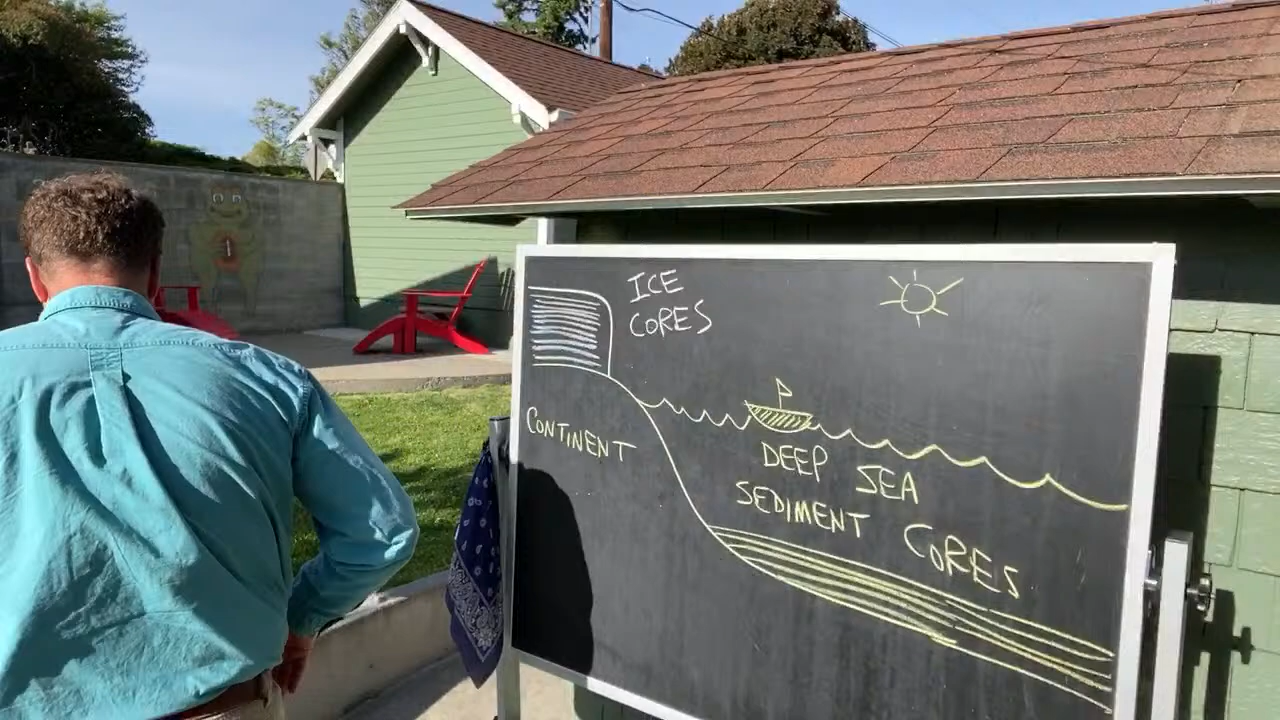 ICE
CORES
CONTINENT
DEEP SEA
SEDIMENT CORES